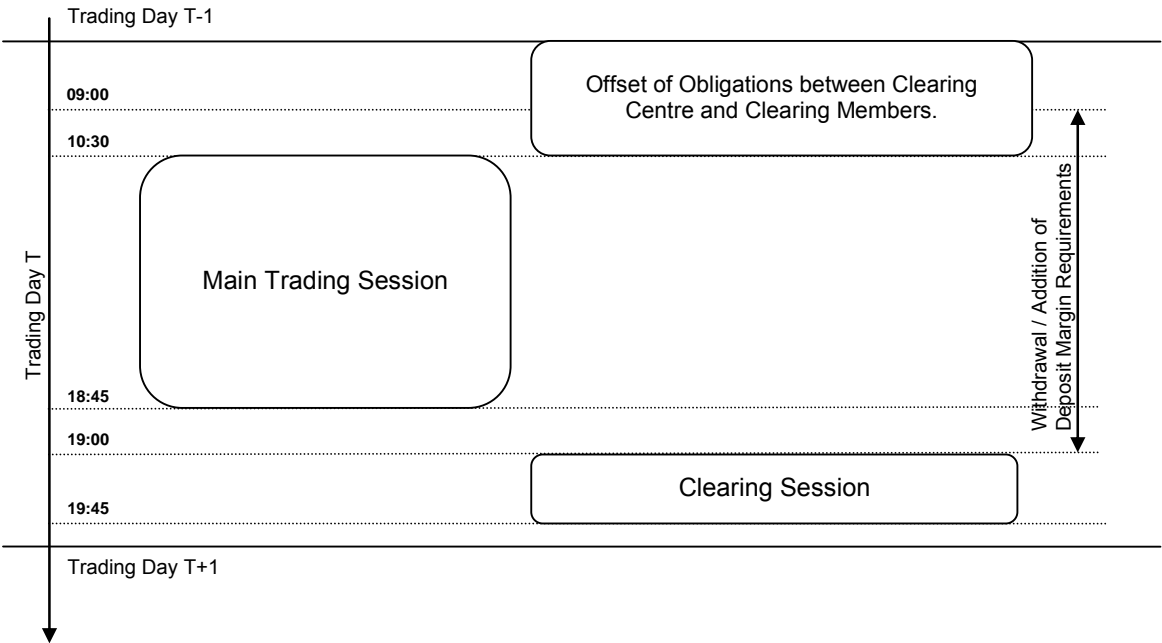 Trading Day T-1
Offset of Obligations between Clearing
Centre and Clearing Members.
09:00
10:30
Main Trading Session
Trading Day T
Withdrawal / Addition of
Deposit Margin Requirements
18:45
19:00
Clearing Session
19:45
Trading Day T+1